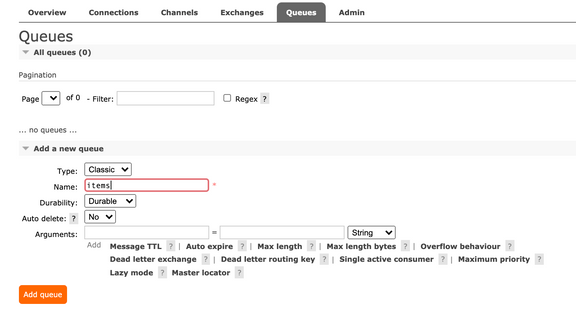 Overview Connections Channels Exchanges Queues Admin
Queues
All queues (0)
Pagination
Page of 0 - Filter: Regex ?
... no queues ...
Add a new queue
Type: Classic
Name: items *
Durability: Durable
Auto delete: ? No
Arguments: = String
Add Message TTL ? | Auto expire ? | Max length ? | Max length bytes ? | Overflow behaviour ?
Dead letter exchange ? | Dead letter routing key ? | Single active consumer ? | Maximum priority ?
Lazy mode ? Master locator ?
Add queue